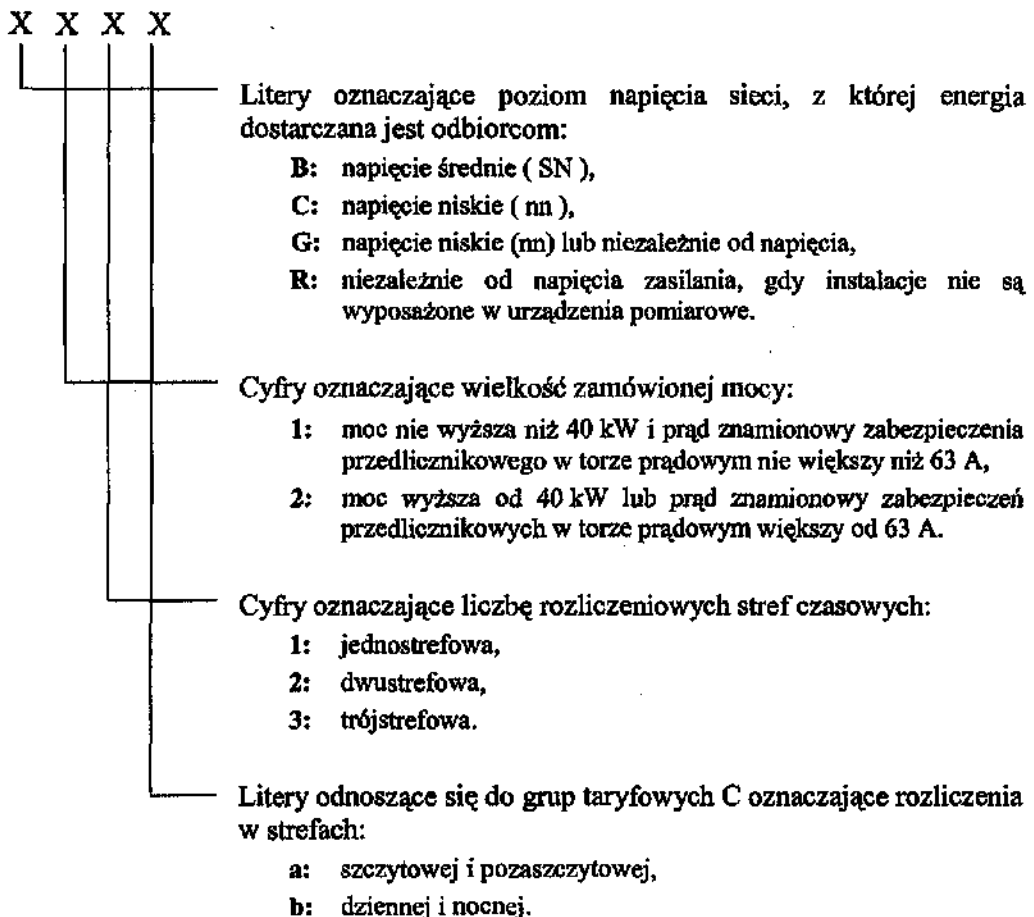 X X X X
Litery oznaczające poziom napięcia sieci, z której energia
dostarczana jest odbiorcom:
B: napięcie średnie ( SN ),
C: napięcie niskie ( nn ),
G: napięcie niskie (nn) lub niezależnie od napięcia,
R: niezależnie od napięcia zasilania, gdy instalacje nie są
wyposażone w urządzenia pomiarowe.
Cyfry oznaczające wielkość zamówionej mocy:
1: moc nie wyższa niż 40 kW i prąd znamionowy zabezpieczenia
przedlicznikowego w torze prądowym nie większy niż 63 A,
2: moc wyższa od 40 kW lub prąd znamionowy zabezpieczeń
przedlicznikowych w torze prądowym większy od 63 A.
Cyfry oznaczające liczbę rozliczeniowych stref czasowych:
1: jednostrefowa,
2: dwustrefowa,
3: trójstrefowa.
Litery odnoszące się do grup taryfowych C oznaczające rozliczenia
w strefach:
a: szczytowej i pozaszczytowej,
b: dziennej i nocnej.